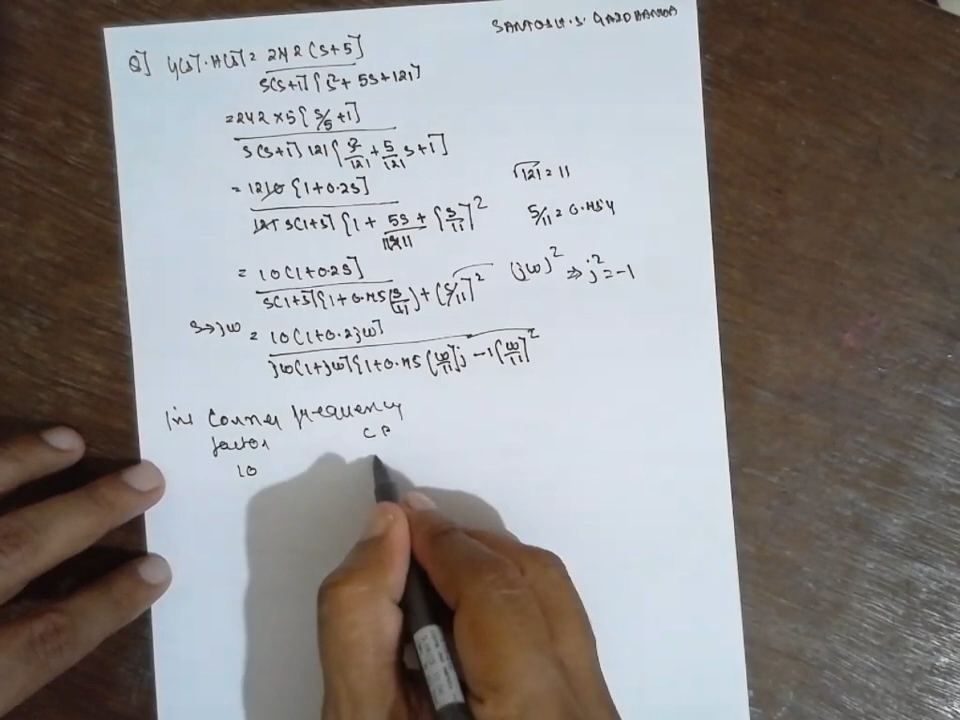 SANTOSH.S.
Q] G(s).H(s) = 242(s+5)
s(s+1)(s²+5s+121)
= 242×5(s/5+1)
s(s+1)121(s²/121+5/121 s+1)
= 1210(1+0.2s)
√121=11
121 s(1+s)(1+5s/11×11+(s/11)²
5/11=0.454
= 10(1+0.2s)
s(1+s)(1+0.45(s/11)+(s/11)²
(jω)² ⇒ j²=-1
s→jω = 10(1+0.2jω)
jω(1+jω)(1+0.45(ω/11)j-1(ω/11)²
Corner frequency
factor CF
10